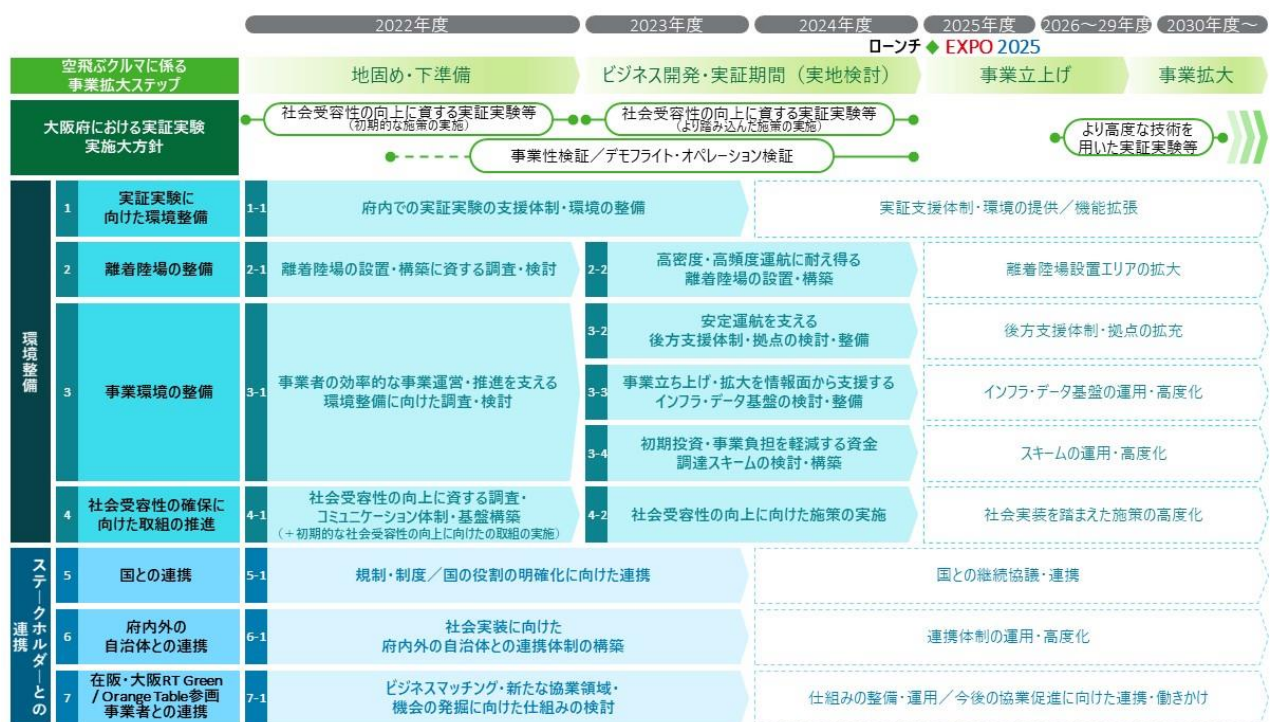 2022年度
2023年度
2024年度
2025年度
2026～29年度
2030年度～
ローンチ ◆ EXPO 2025
空飛ぶクルマに係る
事業拡大ステップ
地固め・下準備
ビジネス開発・実証期間（実地検討）
事業立上げ
事業拡大
大阪府における実証実験
実施大方針
社会受容性の向上に資する実証実験等
（初期的な施策の実施）
社会受容性の向上に資する実証実験等
（より踏み込んだ施策の実施）
事業性検証／デモフライト・オペレーション検証
より高度な技術を
用いた実証実験等
環境整備
1
実証実験に
向けた環境整備
1-1
府内での実証実験の支援体制・環境の整備
実証支援体制・環境の提供／機能拡張
2
離着陸場の整備
2-1
離着陸場の設置・構築に資する調査・検討
2-2
高密度・高頻度運航に耐え得る
離着陸場の設置・構築
離着陸場設置エリアの拡大
3
事業環境の整備
3-1
事業者の効率的な事業運営・推進を支える
環境整備に向けた調査・検討
3-2
安定運航を支える
後方支援体制・拠点の検討・整備
後方支援体制・拠点の拡充
3-3
事業立ち上げ・拡大を情報面から支援する
インフラ・データ基盤の検討・整備
インフラ・データ基盤の運用・高度化
3-4
初期投資・事業負担を軽減する資金
調達スキームの検討・構築
スキームの運用・高度化
4
社会受容性の確保に
向けた取組の推進
4-1
社会受容性の向上に資する調査・
コミュニケーション体制・基盤構築
（＋初期的な社会受容性の向上に向けたの取組の実施）
4-2
社会受容性の向上に向けた施策の実施
社会実装を踏まえた施策の高度化
ステークホルダーとの
連携
5
国との連携
5-1
規制・制度／国の役割の明確化に向けた連携
国との継続協議・連携
6
府内外の
自治体との連携
6-1
社会実装に向けた
府内外の自治体との連携体制の構築
連携体制の運用・高度化
7
在阪・大阪RT Green
/ Orange Table参画
事業者との連携
7-1
ビジネスマッチング・新たな協業領域・
機会の発掘に向けた仕組みの検討
仕組みの整備・運用／今後の協業促進に向けた連携・働きかけ